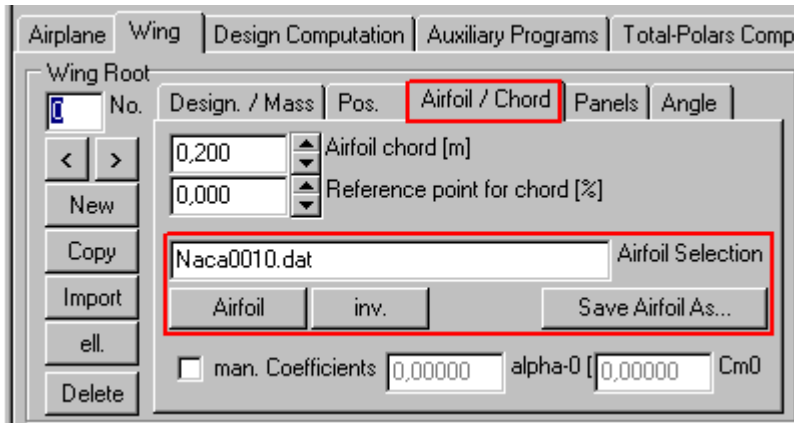 Airplane Wing Design Computation Auxiliary Programs Total-Polars Comp
Wing Root
0 No. Design. / Mass Pos. Airfoil / Chord Panels Angle
< > 0,200 Airfoil chord [m]
New 0,000 Reference point for chord [%]
Copy Naca0010.dat Airfoil Selection
Import Airfoil inv. Save Airfoil As...
ell. man. Coefficients 0,00000 alpha-0 [ 0,00000 Cm0
Delete